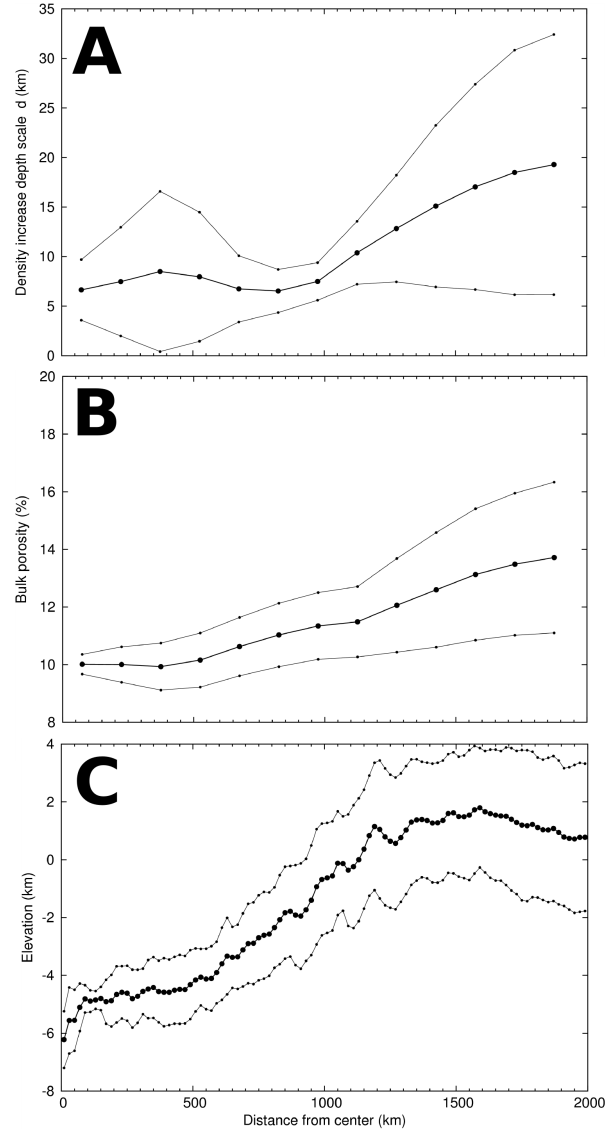 A
35
30
25
20
15
10
5
0
Density increase depth scale d (km)
B
20
18
16
14
12
10
8
Bulk porosity (%)
C
4
2
0
-2
-4
-6
-8
Elevation (km)
0 500 1000 1500 2000
Distance from center (km)